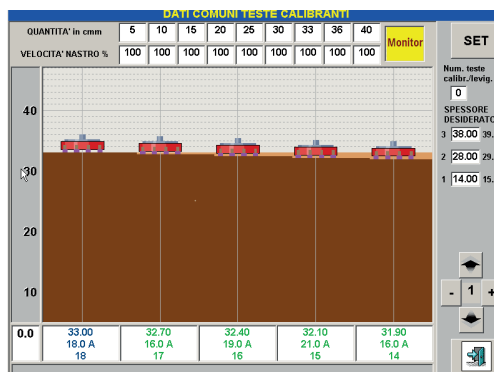 DATI COMUNI TESTE CALIBRANTI
QUANTITA' in cmm 5 10 15 20 25 30 33 36 40
VELOCITA' NASTRO % 100 100 100 100 100 100 100 100 100
Monitor
SET
Num. teste
calibr./levig.
0
SPESSORE
DESIDERATO
3 38.00 39.
2 28.00 29.
1 14.00 15.
40
30
20
10
- 1 +
0.0 33.00 32.70 32.40 32.10 31.90
18.0 A 16.0 A 19.0 A 21.0 A 16.0 A
18 17 16 15 14